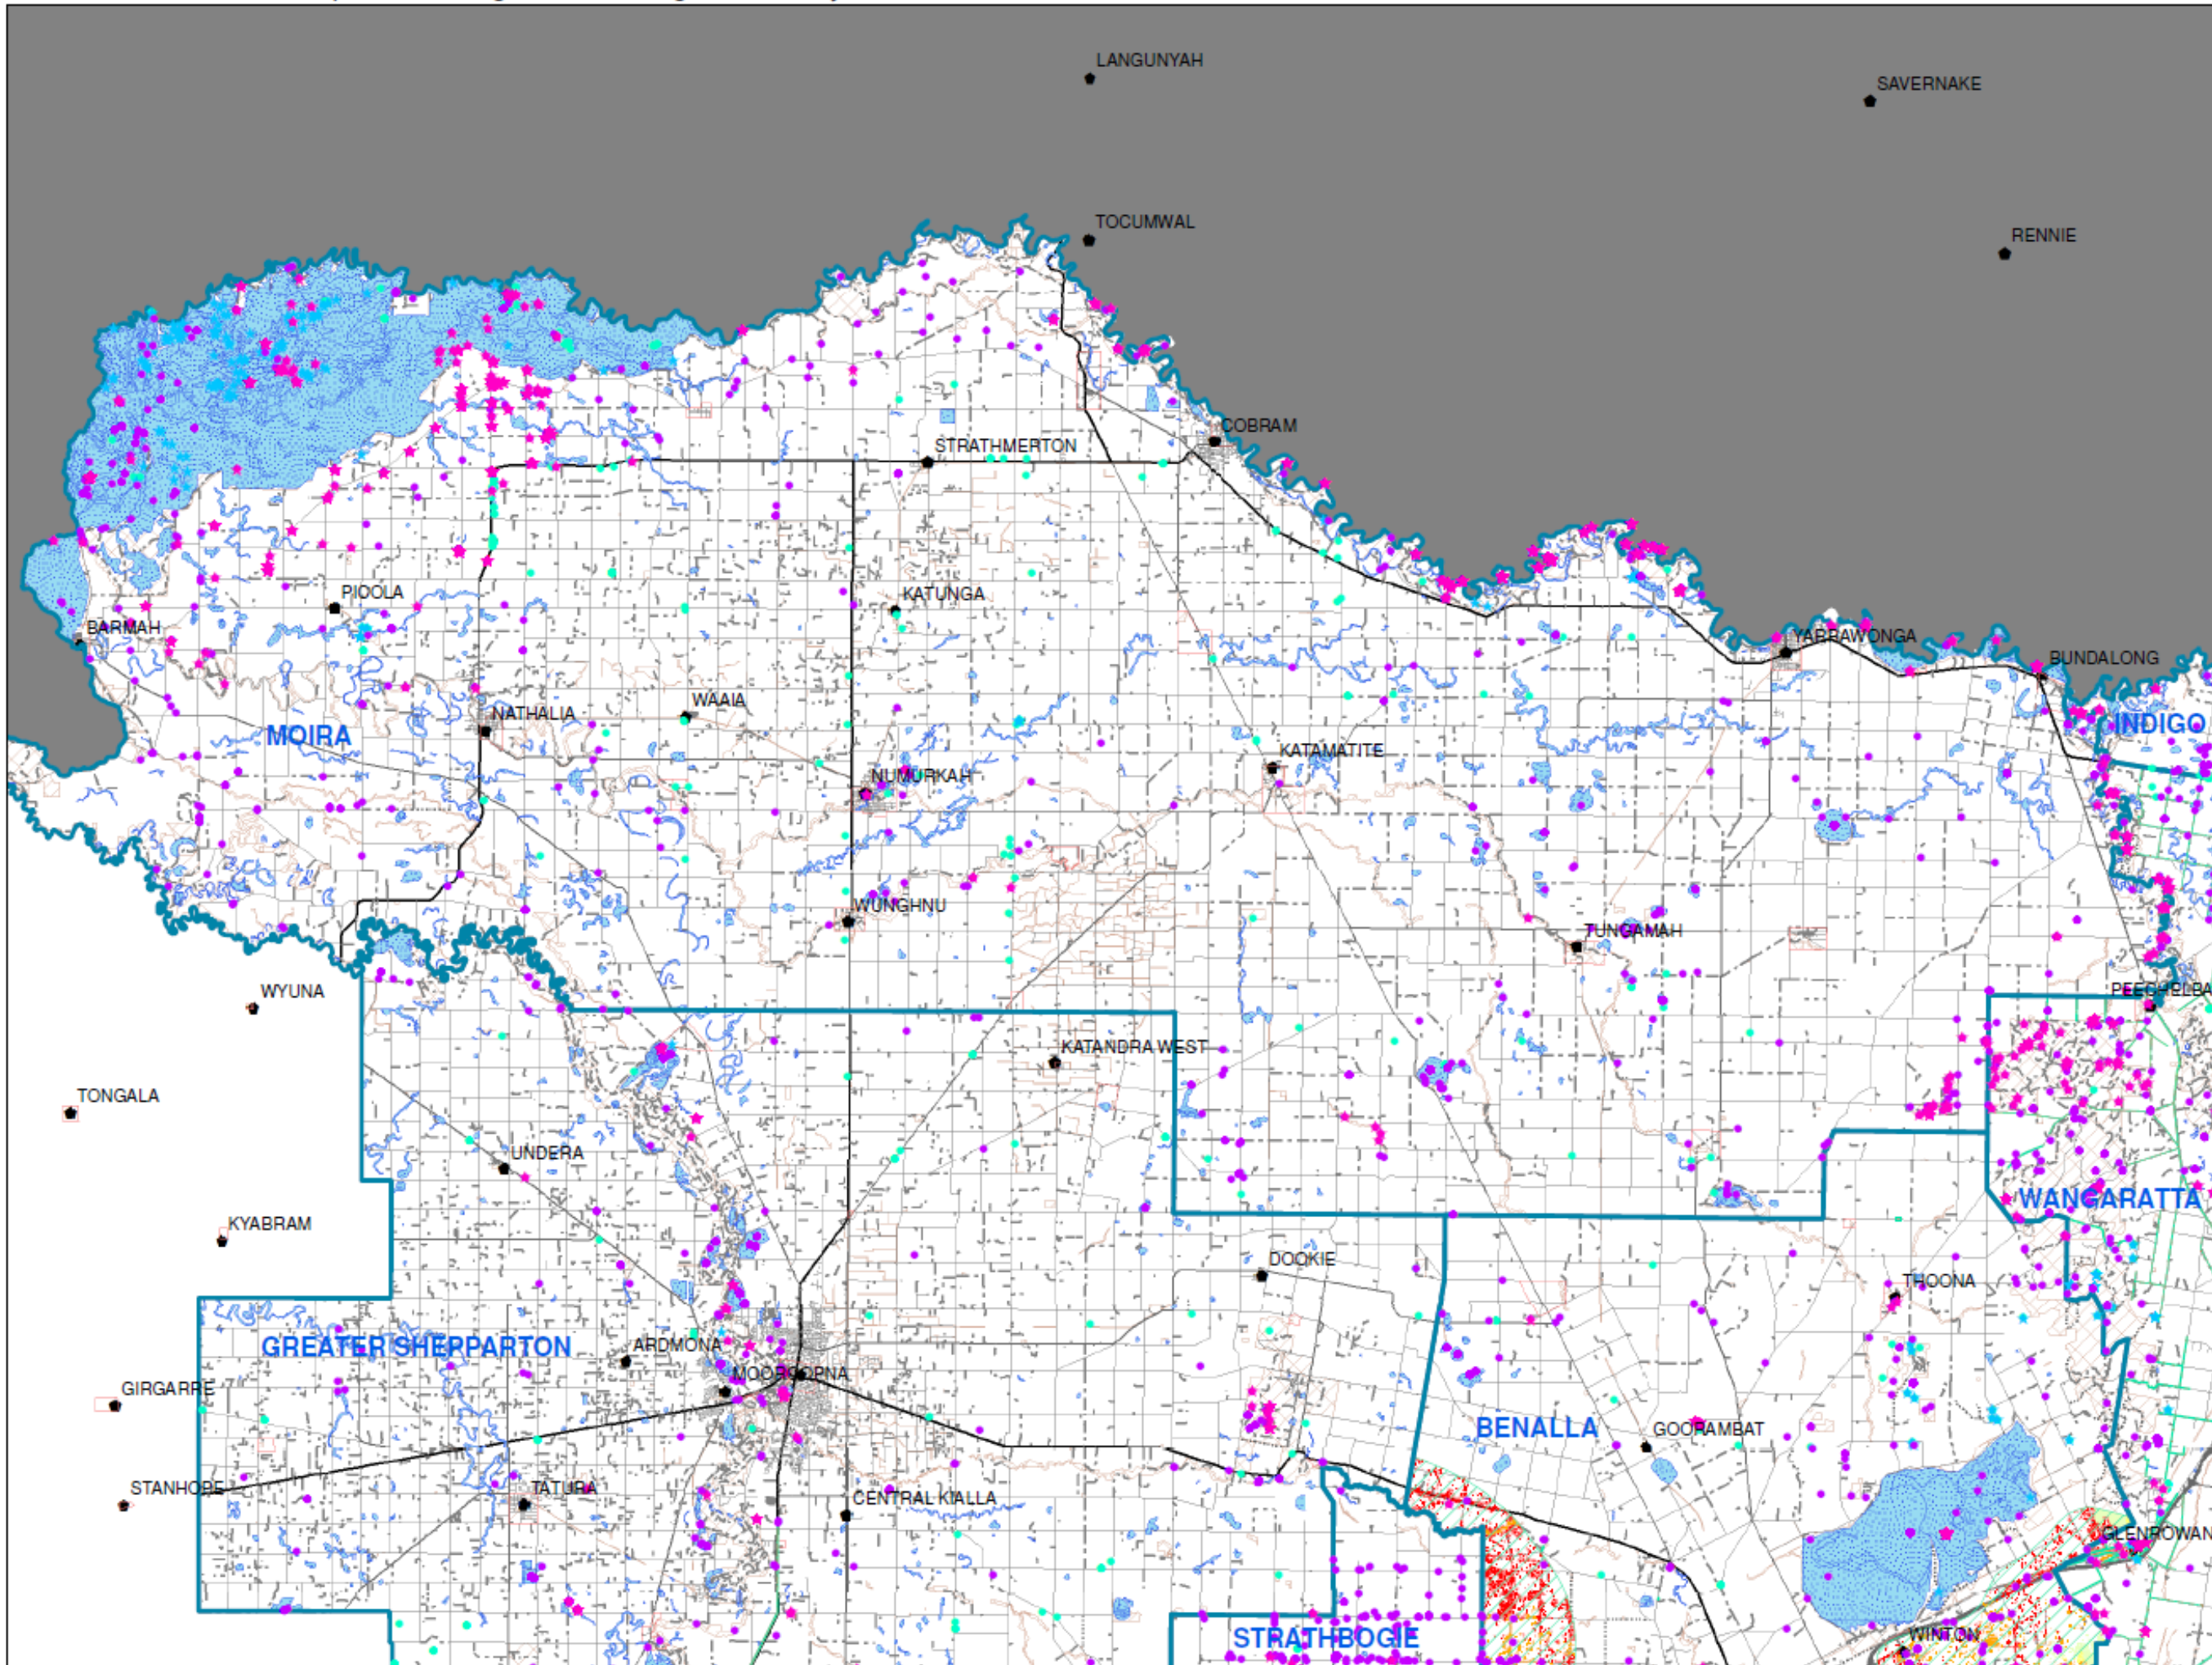 LANGUNYAH
SAVERNAKE
TOCUMWAL
RENNIE
COBRAM
STRATHMERTON
PICOLA
KATUNGA
BARMAH
YARRAWONGA
BUNDALONG
WAAIA
NATHALIA
INDIGO
MOIRA
KATAMATITE
NUMURKAH
WUNGHNU
TUNGAMAH
WYUNA
PEECHELBA
KATANDRA WEST
TONGALA
UNDERA
WANGARATTA
KYABRAM
DOOKIE
THOONA
GREATER SHEPPARTON
ARDMONA
MOOROOPNA
GIRGARRE
BENALLA
GOORAMBAT
STANHOPE
TATURA
CENTRAL KIALLA
GLENROWAN
STRATHBOGIE
WINTON